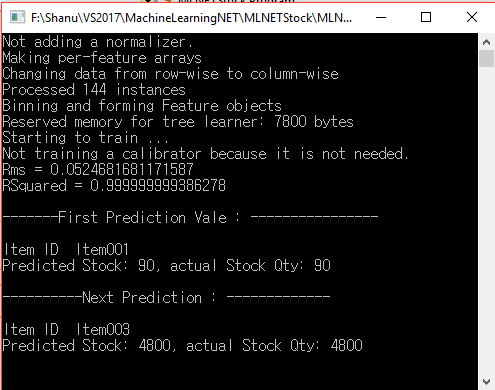 F:\Shanu\VS2017\MachineLearningNET\MLNETStock\MLN...
Not adding a normalizer.
Making per-feature arrays
Changing data from row-wise to column-wise
Processed 144 instances
Binning and forming Feature objects
Reserved memory for tree learner: 7800 bytes
Starting to train ...
Not training a calibrator because it is not needed.
Rms = 0.0524681681171587
RSquared = 0.999999999386278
-------First Prediction Vale : ----------------
Item ID  Item001
Predicted Stock: 90, actual Stock Qty: 90
----------Next Prediction : -------------
Item ID  Item003
Predicted Stock: 4800, actual Stock Qty: 4800